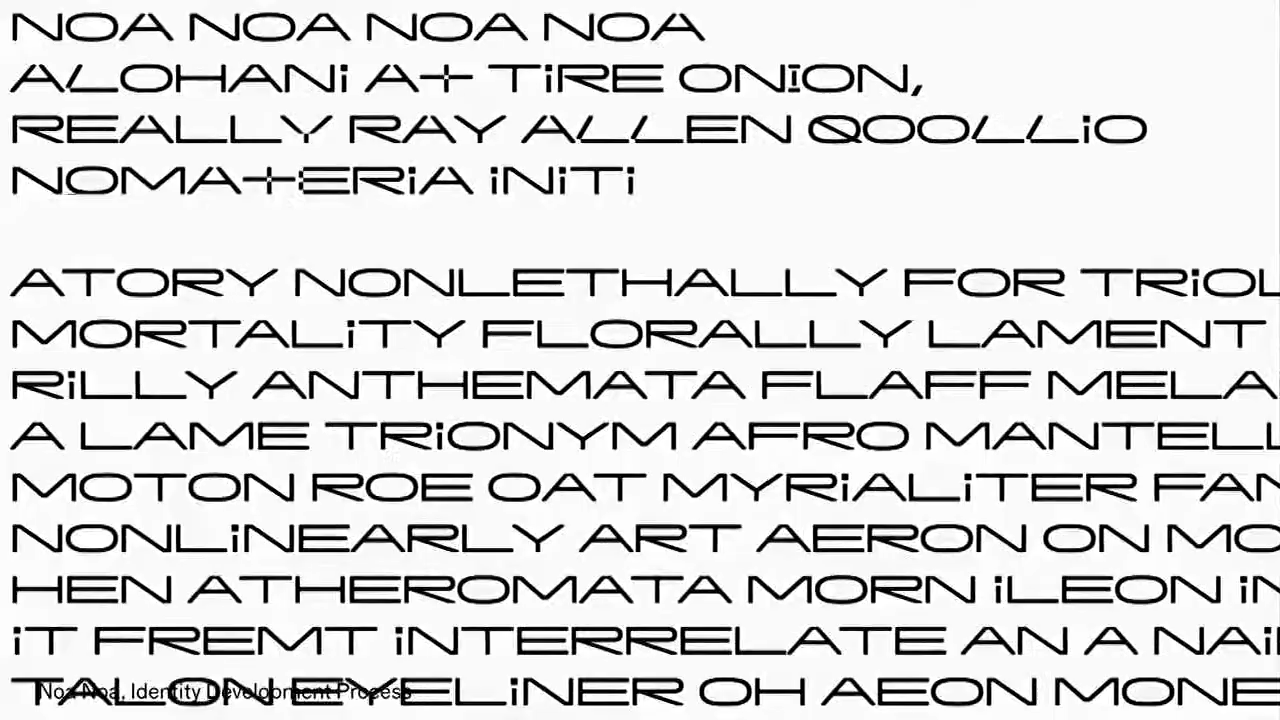 NOA NOA NOA NOA
ALOHANi A+ TiRE ONION,
REALLY RAY ALLEN QOOLLiO
NOMA+ERiA iNiTi
ATORY NONLETHALLY FOR TRiOL
MORTALiTY FLORALLY LAMENT
RiLLY ANTHEMATA FLAFF MELA
A LAME TRiONYM AFRO MANTELL
MOTON ROE OAT MYRiALiTER FAN
NONLiNEARLY ART AERON ON MO
HEN ATHEROMATA MORN iLEON iN
iT FREMT iNTERRELATE AN A NAiL
TALON EYELiNER OH AEON MONE
Noa Noa, Identity Development Process